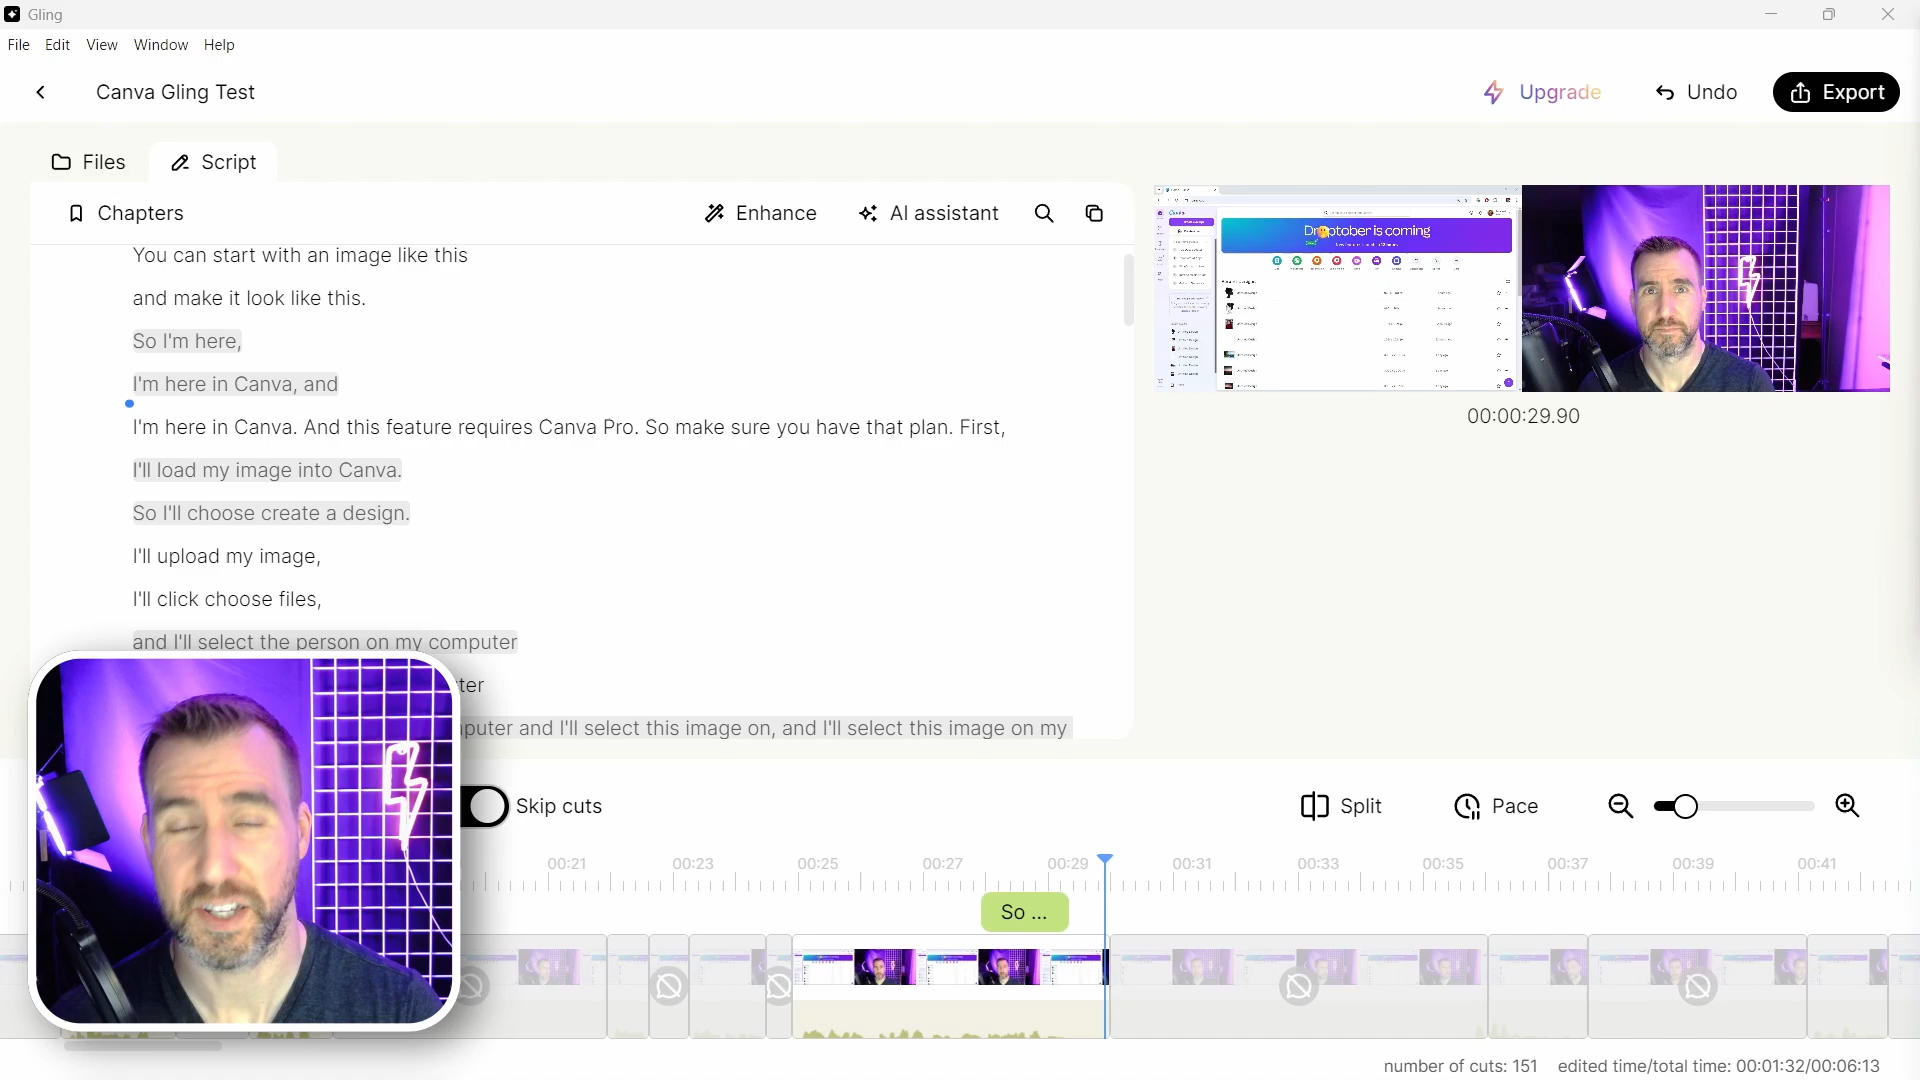 Gling
File Edit View Window Help
Canva Gling Test
Upgrade Undo Export
Files Script
Chapters Enhance AI assistant
You can start with an image like this
and make it look like this.
So I'm here,
I'm here in Canva, and
I'm here in Canva. And this feature requires Canva Pro. So make sure you have that plan. First,
I'll load my image into Canva.
So I'll choose create a design.
I'll upload my image,
I'll click choose files,
and I'll select the person on my computer
and I'll select this image on, and I'll select this image on my
Droptober is coming
00:00:29.90
Skip cuts Split Pace
00:21 00:23 00:25 00:27 00:29 00:31 00:33 00:35 00:37 00:39 00:41
So ...
number of cuts: 151 edited time/total time: 00:01:32/00:06:13